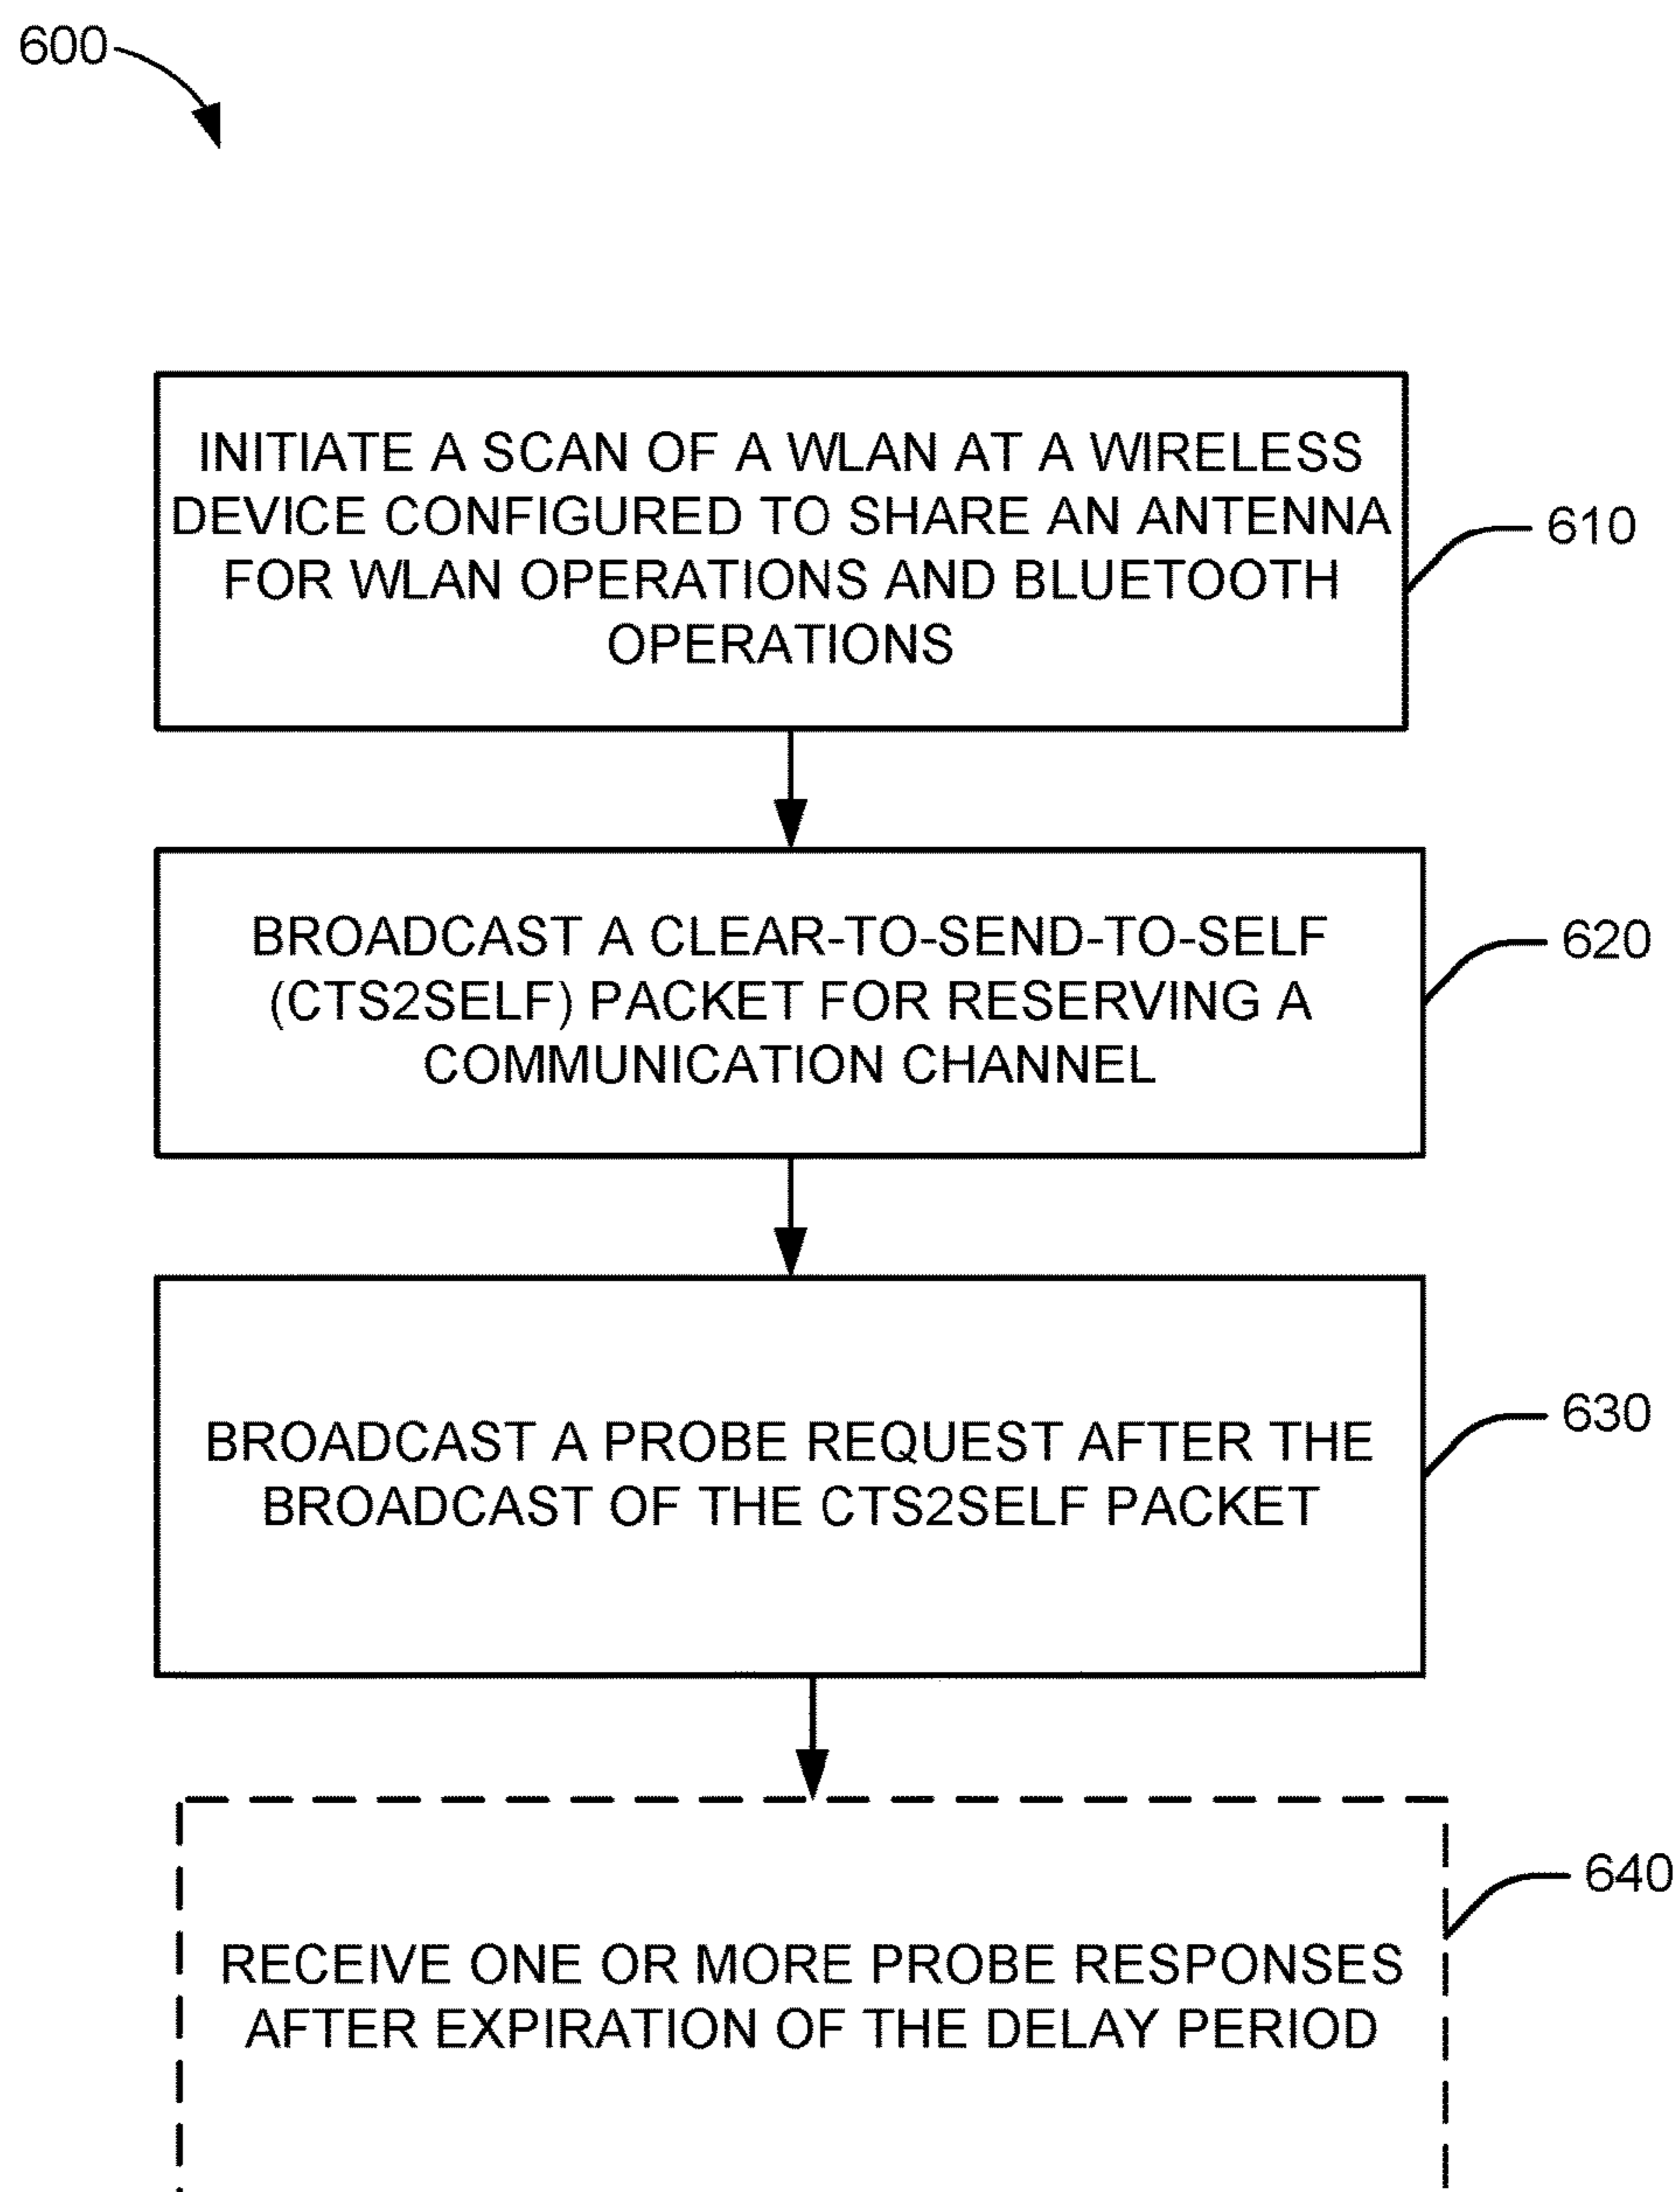 600
INITIATE A SCAN OF A WLAN AT A WIRELESS
DEVICE CONFIGURED TO SHARE AN ANTENNA
FOR WLAN OPERATIONS AND BLUETOOTH
OPERATIONS
610
BROADCAST A CLEAR-TO-SEND-TO-SELF
(CTS2SELF) PACKET FOR RESERVING A
COMMUNICATION CHANNEL
620
BROADCAST A PROBE REQUEST AFTER THE
BROADCAST OF THE CTS2SELF PACKET
630
RECEIVE ONE OR MORE PROBE RESPONSES
AFTER EXPIRATION OF THE DELAY PERIOD
640